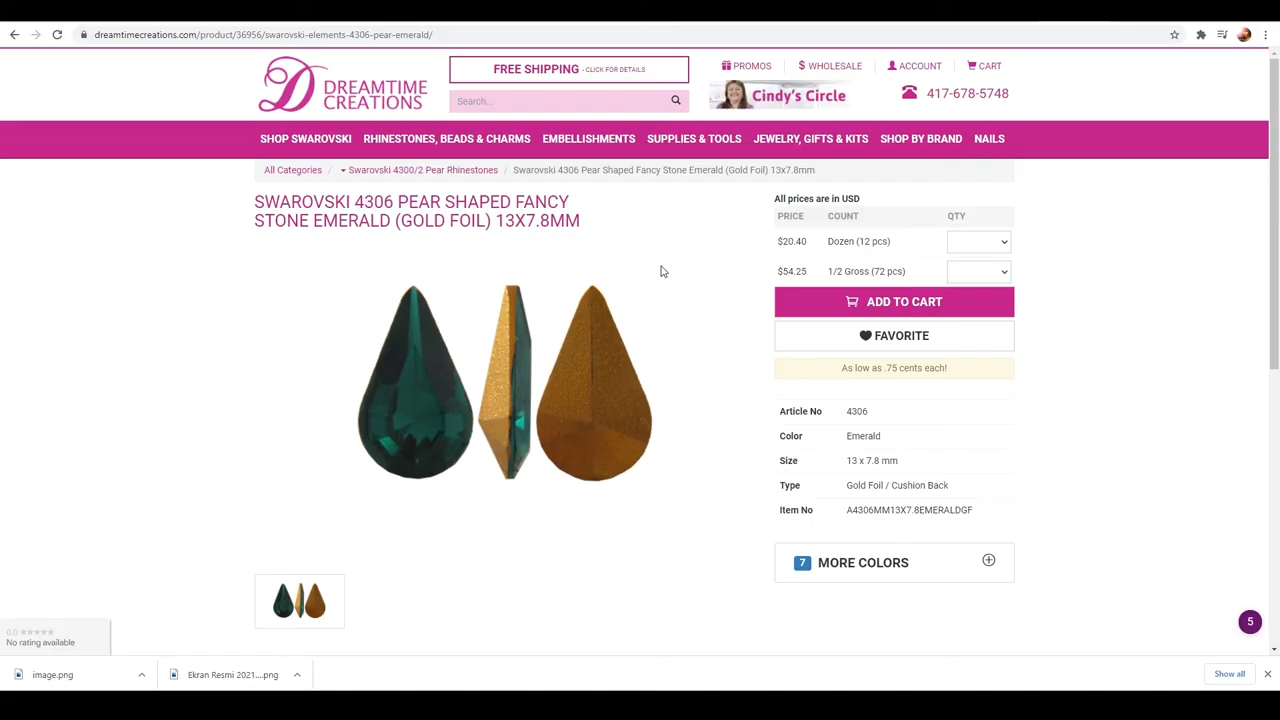 dreamtimecreations.com/product/36956/swarovski-elements-4306-pear-emerald/
D DREAMTIME CREATIONS
FREE SHIPPING - CLICK FOR DETAILS
Search...
PROMOS
$ WHOLESALE
ACCOUNT
CART
Cindy's Circle
417-678-5748
SHOP SWAROVSKI RHINESTONES, BEADS & CHARMS EMBELLISHMENTS SUPPLIES & TOOLS JEWELRY, GIFTS & KITS SHOP BY BRAND NAILS
All Categories / Swarovski 4300/2 Pear Rhinestones / Swarovski 4306 Pear Shaped Fancy Stone Emerald (Gold Foil) 13x7.8mm
SWAROVSKI 4306 PEAR SHAPED FANCY
STONE EMERALD (GOLD FOIL) 13X7.8MM
All prices are in USD
PRICE COUNT QTY
$20.40 Dozen (12 pcs)
$54.25 1/2 Gross (72 pcs)
ADD TO CART
FAVORITE
As low as .75 cents each!
Article No 4306
Color Emerald
Size 13 x 7.8 mm
Type Gold Foil / Cushion Back
Item No A4306MM13X7.8EMERALDGF
7 MORE COLORS
0.0
No rating available
5
image.png
Ekran Resmi 2021....png
Show all